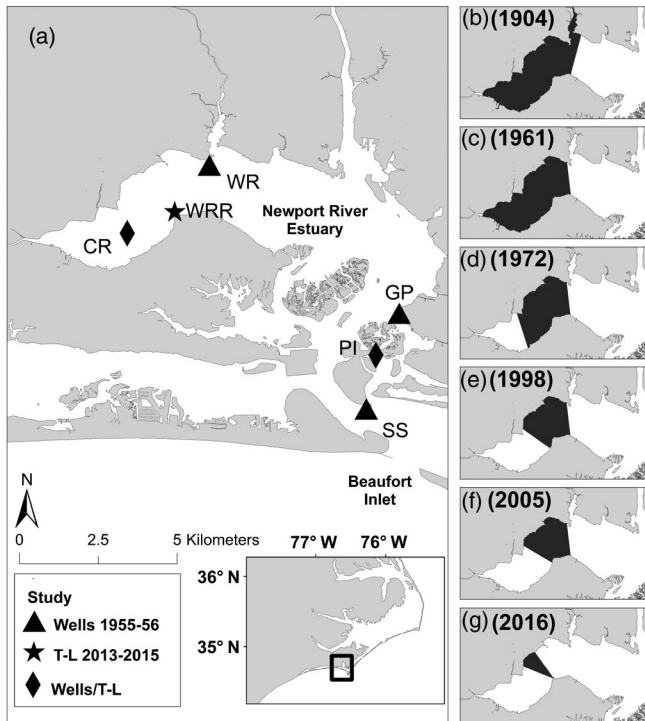 (a)
WR
WRR
CR
Newport River
Estuary
GP
PI
SS
Beaufort
Inlet
N
0 2.5 5 Kilometers
Study
Wells 1955-56
T-L 2013-2015
Wells/T-L
77° W 76° W
36° N
35° N
(b) (1904)
(c) (1961)
(d) (1972)
(e) (1998)
(f) (2005)
(g) (2016)